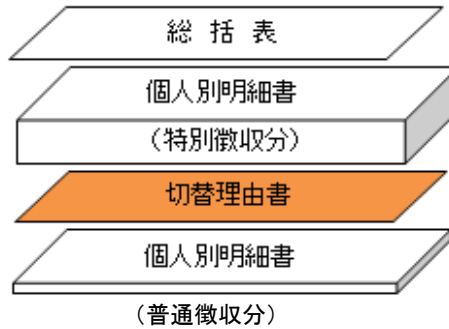 総 括 表
個人別明細書
（特別徴収分）
切替理由書
個人別明細書
（普通徴収分）